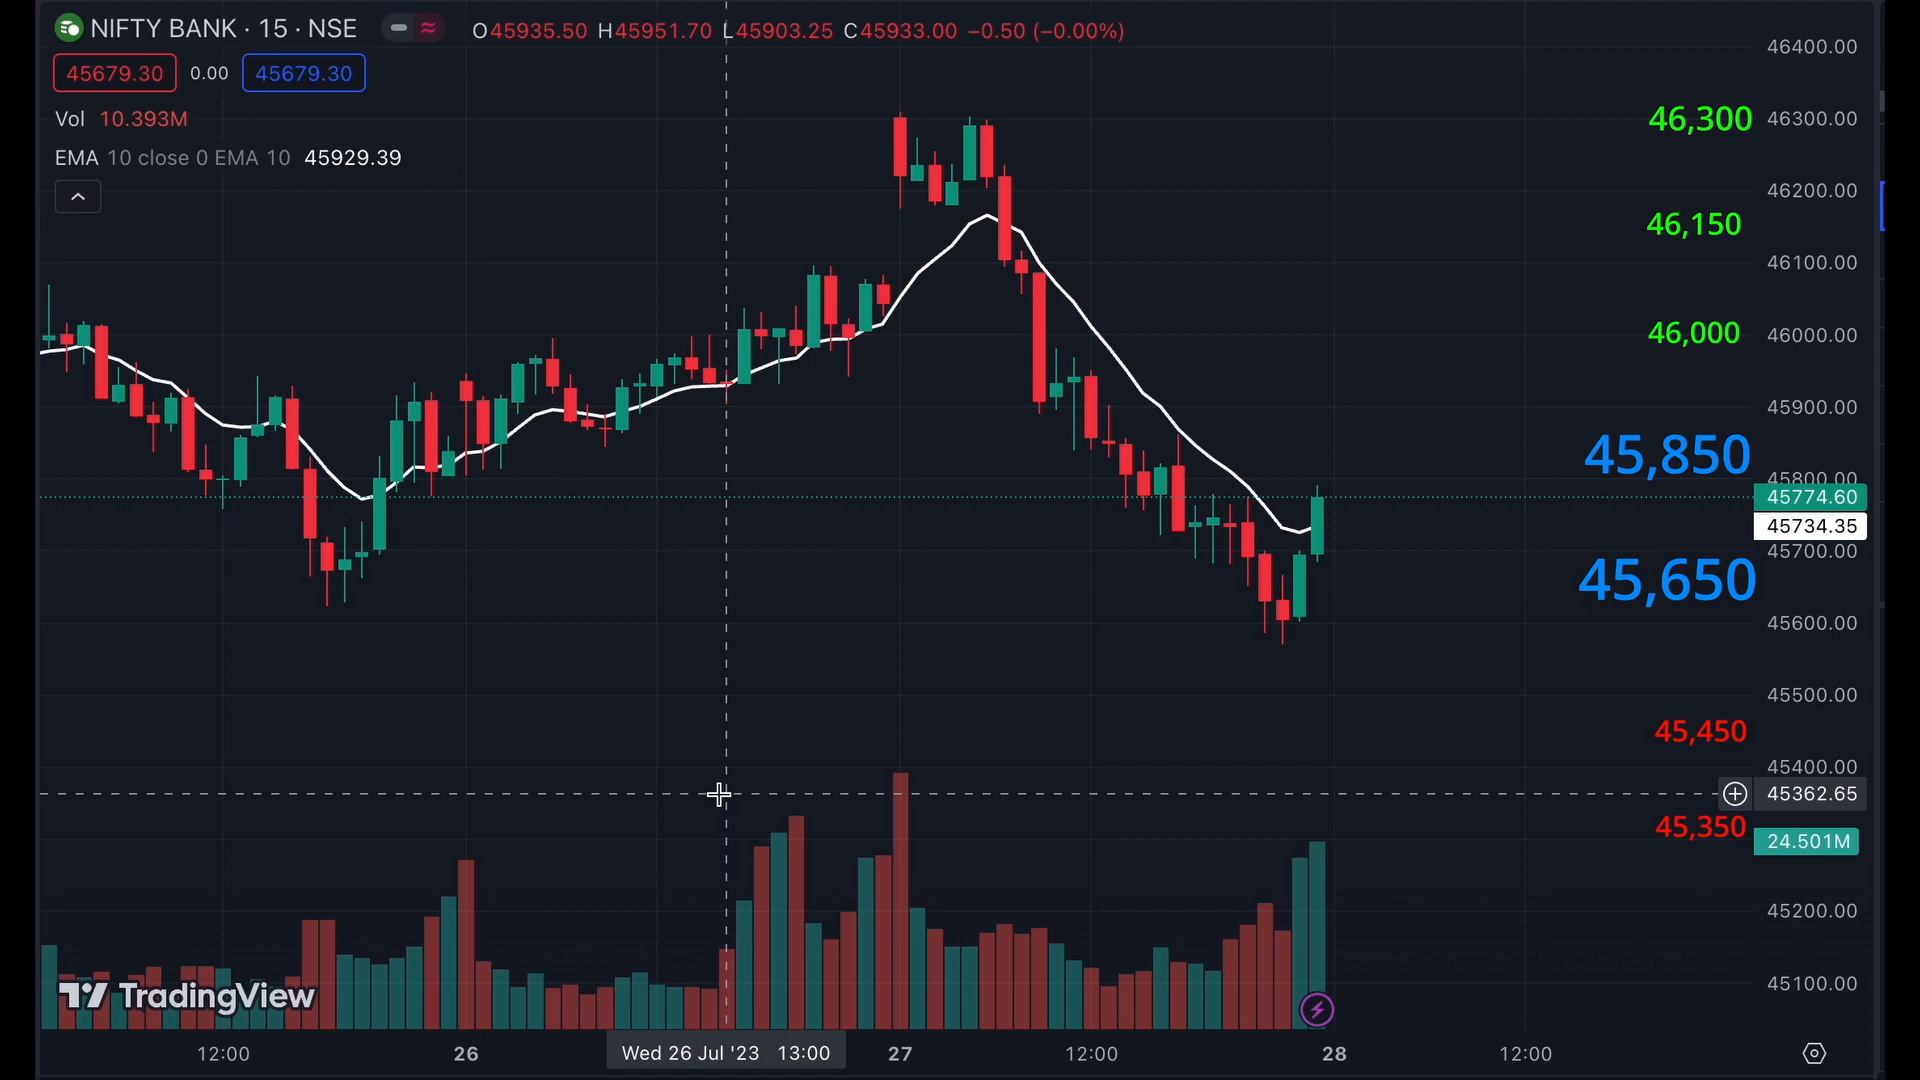 NIFTY BANK · 15 · NSE
O45935.50 H45951.70 L45903.25 C45933.00 −0.50 (−0.00%)
45679.30 0.00 45679.30
Vol 10.393M
EMA 10 close 0 EMA 10 45929.39
46400.00
46,300 46300.00
46200.00
46,150
46100.00
46,000 46000.00
45900.00
45,850
45800.00
45774.60
45734.35
45700.00
45,650
45600.00
45500.00
45,450
45400.00
45362.65
45,350
24.501M
45200.00
45100.00
TradingView
12:00 26 Wed 26 Jul '23 13:00 27 12:00 28 12:00